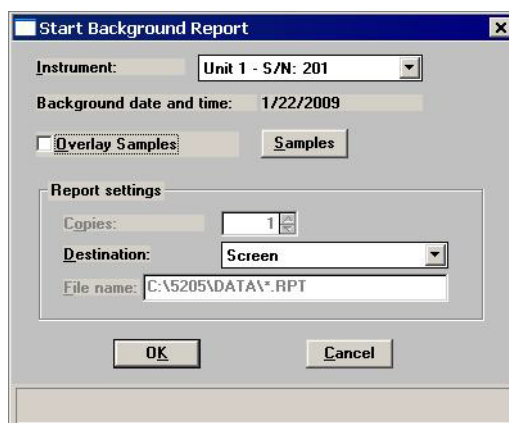 Start Background Report
Instrument: Unit 1 - S/N: 201
Background date and time: 1/22/2009
Overlay Samples Samples
Report settings
Copies: 1
Destination: Screen
File name: C:\5205\DATA\*.RPT
OK Cancel